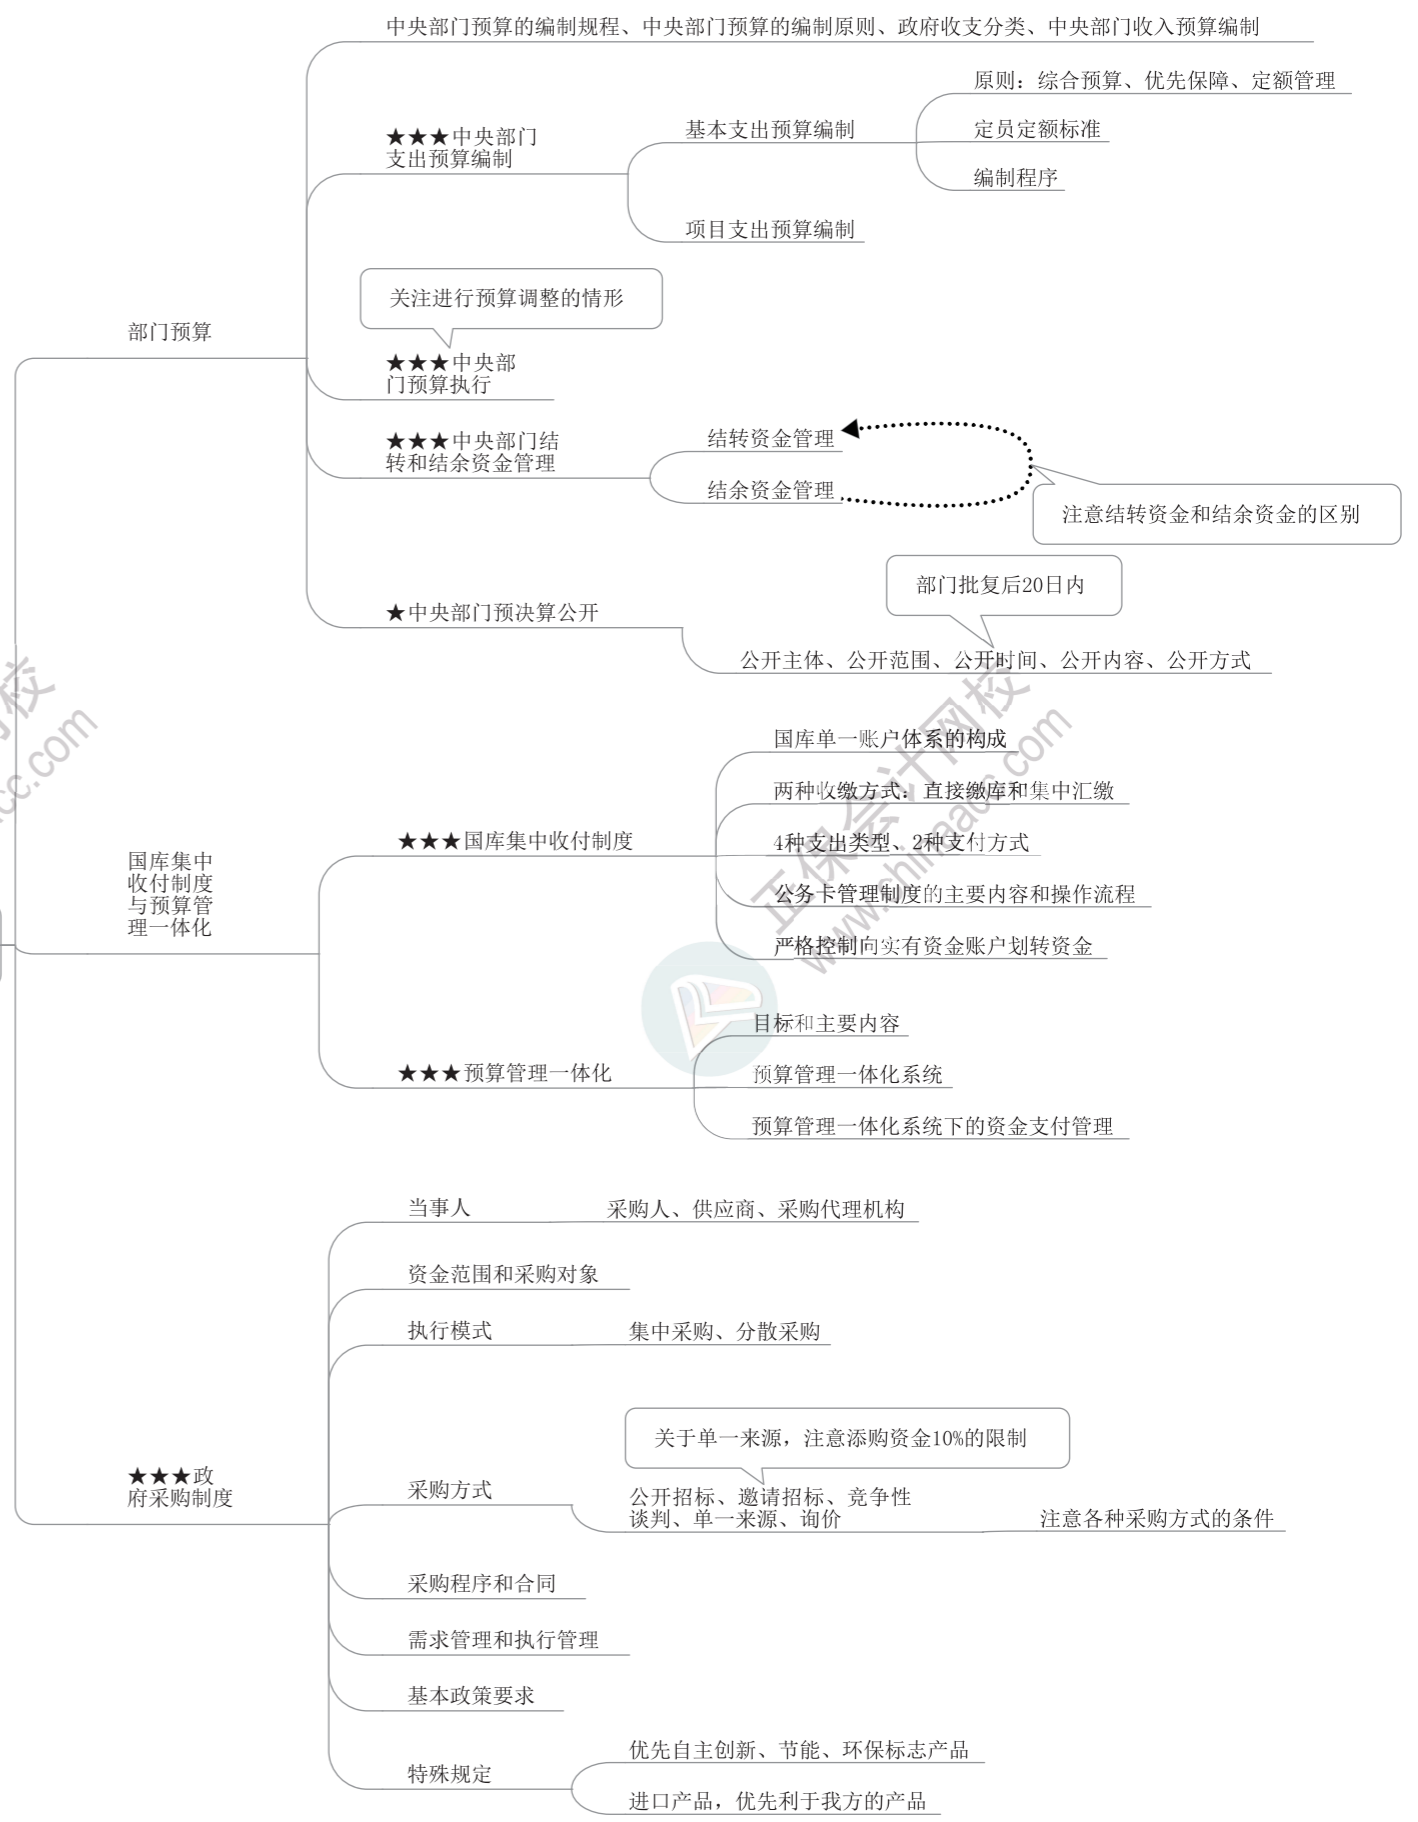 中央部门预算的编制规程、中央部门预算的编制原则、政府收支分类、中央部门收入预算编制
原则：综合预算、优先保障、定额管理
★★★中央部门
支出预算编制
基本支出预算编制
定员定额标准
编制程序
项目支出预算编制
关注进行预算调整的情形
部门预算
★★★中央部
门预算执行
★★★中央部门结
转和结余资金管理
结转资金管理
结余资金管理
注意结转资金和结余资金的区别
部门批复后20日内
★中央部门预决算公开
公开主体、公开范围、公开时间、公开内容、公开方式
国库单一账户体系的构成
两种收缴方式：直接缴库和集中汇缴
★★★国库集中收付制度
4种支出类型、2种支付方式
公务卡管理制度的主要内容和操作流程
严格控制向实有资金账户划转资金
国库集中
收付制度
与预算管
理一体化
目标和主要内容
★★★预算管理一体化
预算管理一体化系统
预算管理一体化系统下的资金支付管理
当事人
采购人、供应商、采购代理机构
资金范围和采购对象
执行模式
集中采购、分散采购
关于单一来源，注意添购资金10%的限制
★★★政
府采购制度
采购方式
公开招标、邀请招标、竞争性
谈判、单一来源、询价
注意各种采购方式的条件
采购程序和合同
需求管理和执行管理
基本政策要求
特殊规定
优先自主创新、节能、环保标志产品
进口产品，优先利于我方的产品
正保会计网校
www.chinaacc.com
校
cc.com